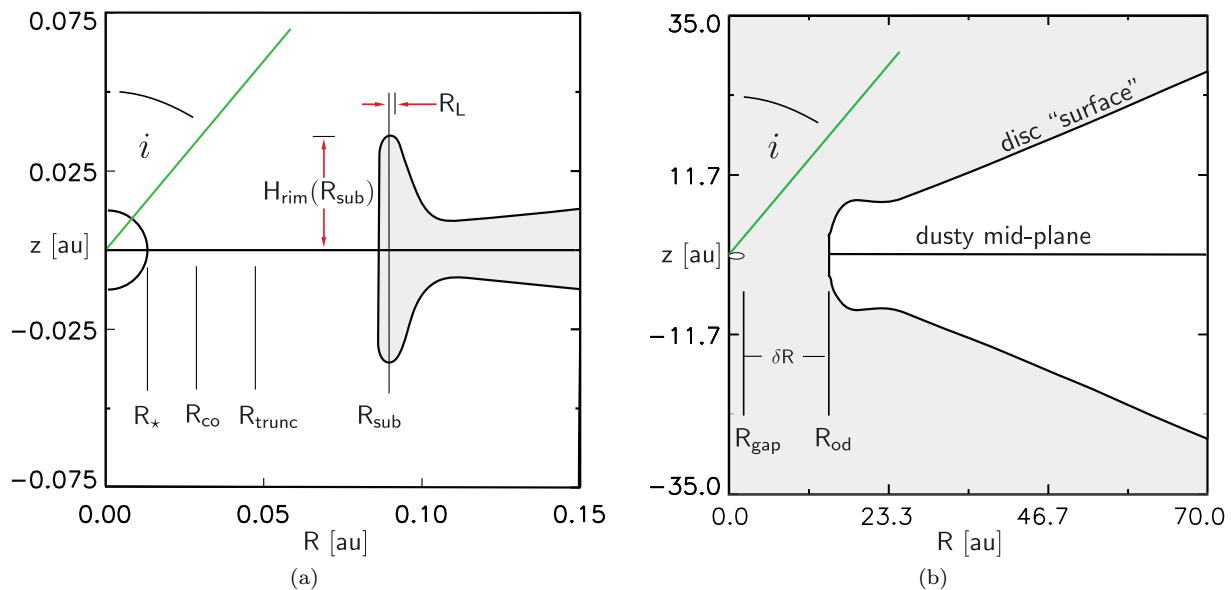 0.075
0.025
z [au]
−0.025
−0.075
0.00
0.05
0.10
0.15
R [au]
i
R_L
H_rim(R_sub)
R_⋆
R_co
R_trunc
R_sub
(a)
35.0
11.7
z [au]
−11.7
−35.0
0.0
23.3
46.7
70.0
R [au]
i
disc “surface”
dusty mid-plane
δR
R_gap
R_od
(b)